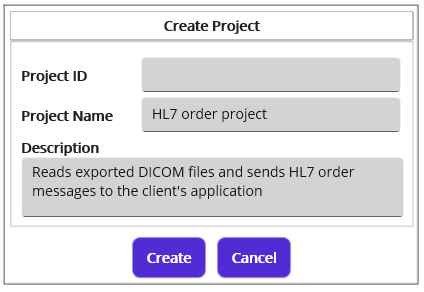 Create Project
Project ID
Project Name HL7 order project
Description
Reads exported DICOM files and sends HL7 order
messages to the client's application
Create Cancel